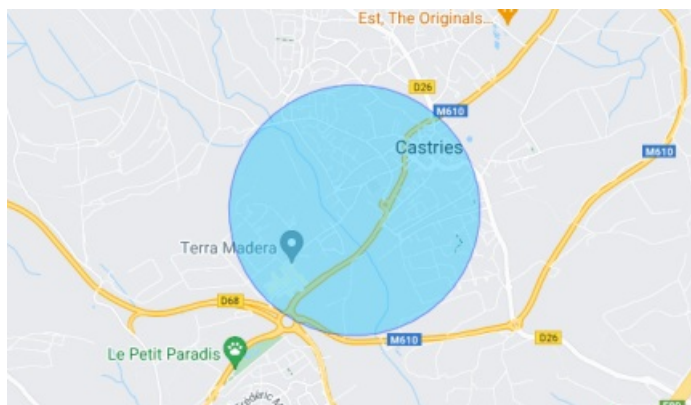 Est, The Originals...
D26
M610
Castries
M610
Terra Madera
D68
M610
D26
Le Petit Paradis